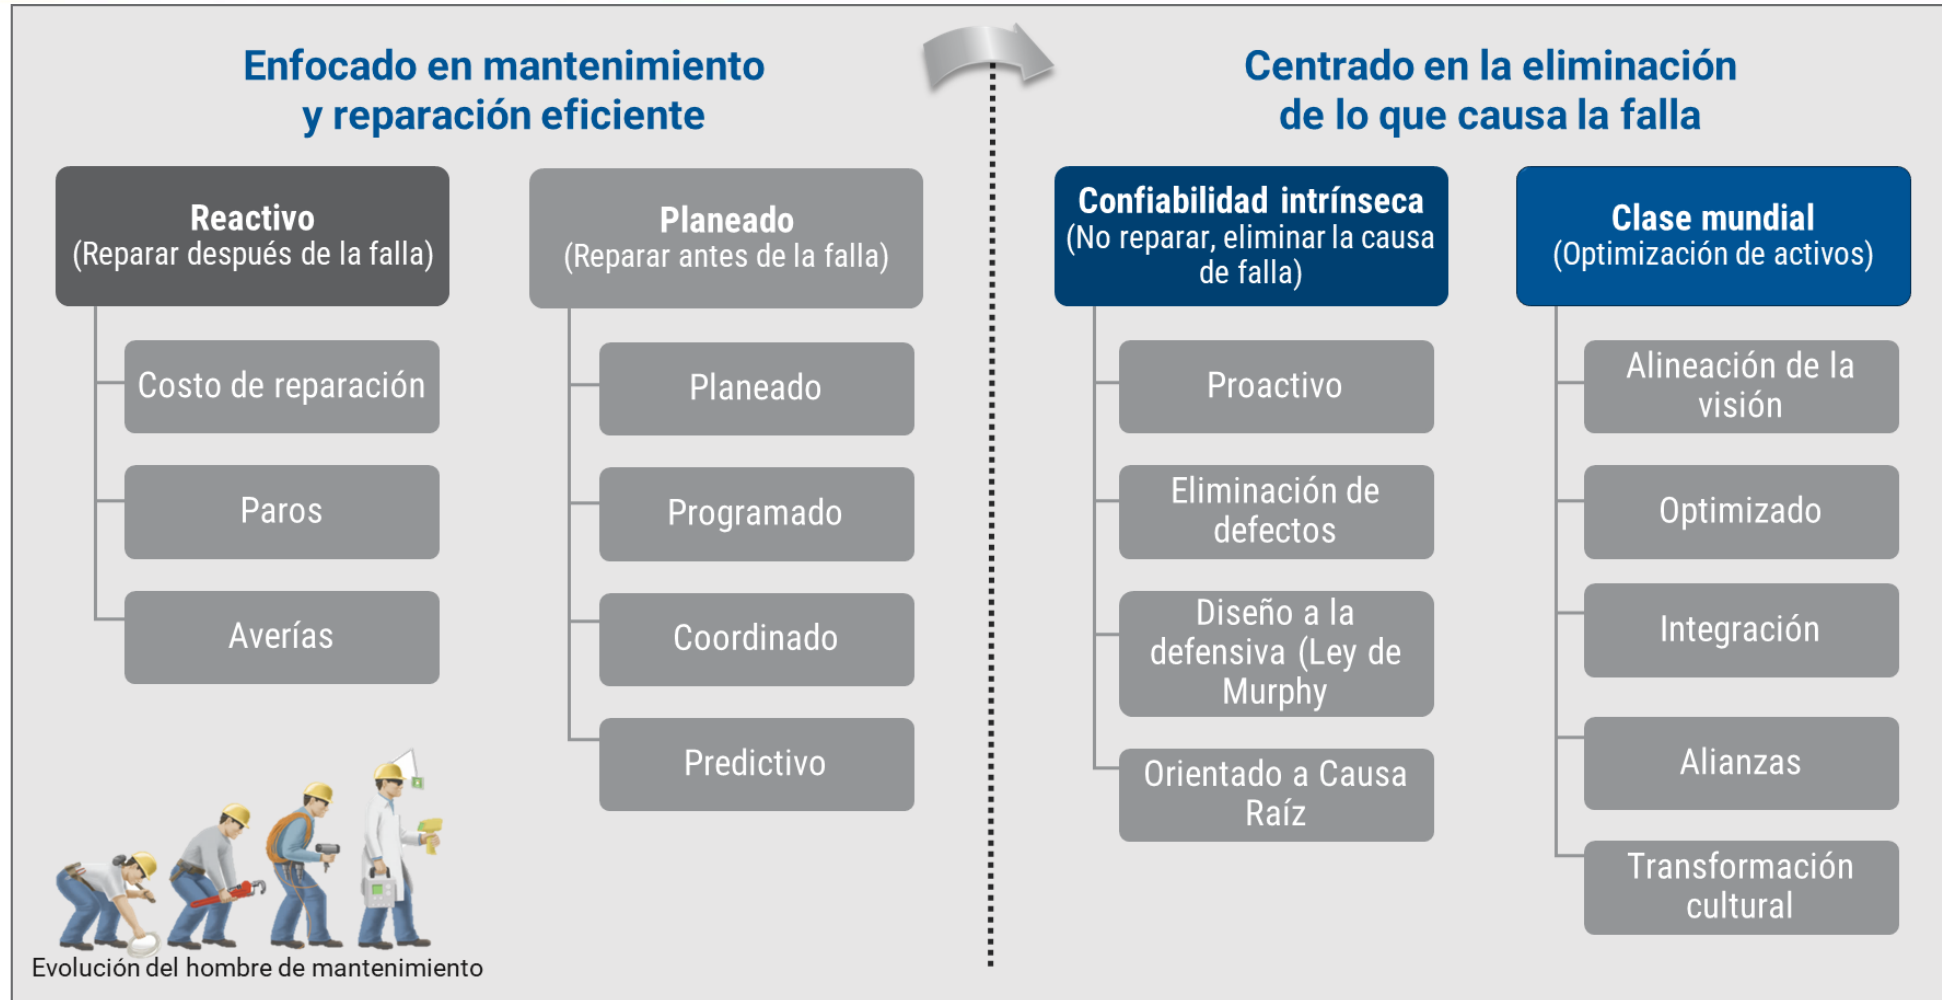 Enfocado en mantenimiento
y reparación eficiente
Centrado en la eliminación
de lo que causa la falla
Reactivo
(Reparar después de la falla)
Costo de reparación
Paros
Averías
Planeado
(Reparar antes de la falla)
Planeado
Programado
Coordinado
Predictivo
Confiabilidad intrínseca
(No reparar, eliminar la causa
de falla)
Proactivo
Eliminación de
defectos
Diseño a la
defensiva (Ley de
Murphy
Orientado a Causa
Raíz
Clase mundial
(Optimización de activos)
Alineación de la
visión
Optimizado
Integración
Alianzas
Transformación
cultural
Evolución del hombre de mantenimiento